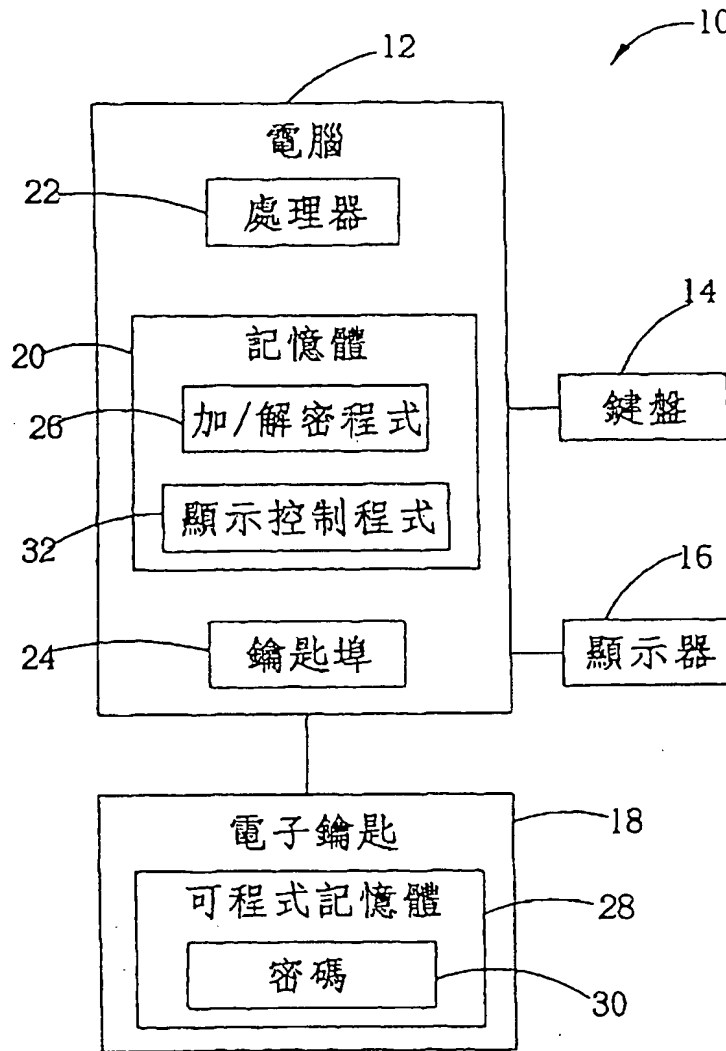 10
12
電腦
22
處理器
14
20
記憶體
鍵盤
26
加/解密程式
32
顯示控制程式
16
24
鑰匙埠
顯示器
電子鑰匙
18
可程式記憶體
28
密碼
30